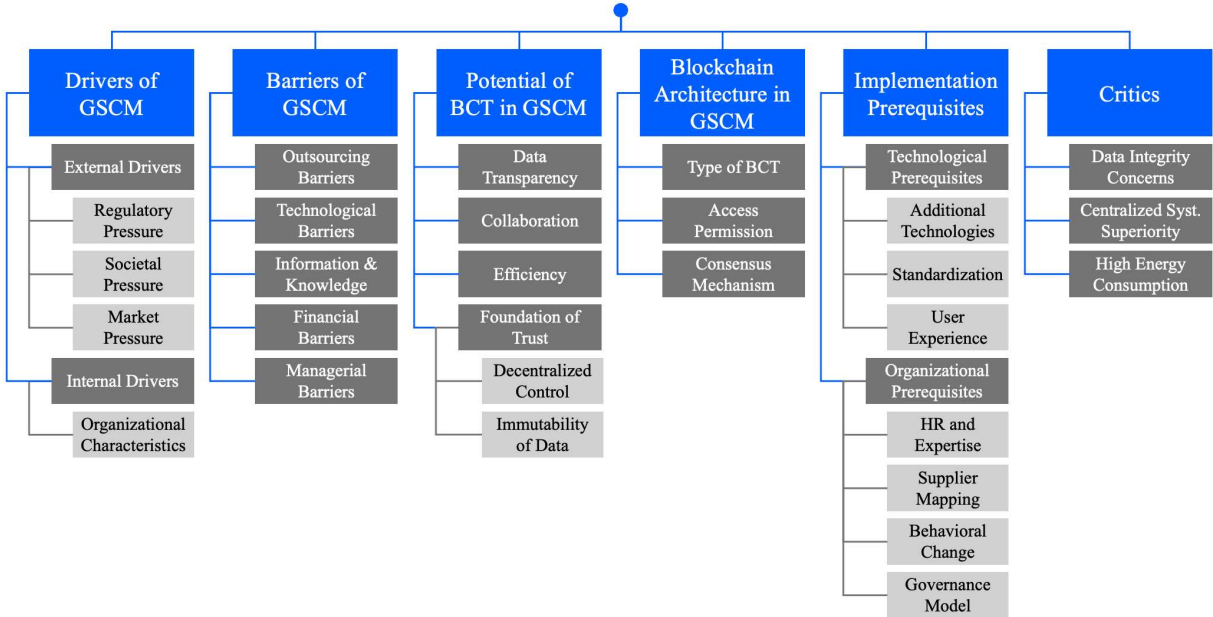 Drivers of
GSCM
External Drivers
Regulatory
Pressure
Societal
Pressure
Market
Pressure
Internal Drivers
Organizational
Characteristics
Barriers of
GSCM
Outsourcing
Barriers
Technological
Barriers
Information &
Knowledge
Financial
Barriers
Managerial
Barriers
Potential of
BCT in GSCM
Data
Transparency
Collaboration
Efficiency
Foundation of
Trust
Decentralized
Control
Immutability
of Data
Blockchain
Architecture in
GSCM
Type of BCT
Access
Permission
Consensus
Mechanism
Implementation
Prerequisites
Technological
Prerequisites
Additional
Technologies
Standardization
User
Experience
Organizational
Prerequisites
HR and
Expertise
Supplier
Mapping
Behavioral
Change
Governance
Model
Critics
Data Integrity
Concerns
Centralized Syst.
Superiority
High Energy
Consumption